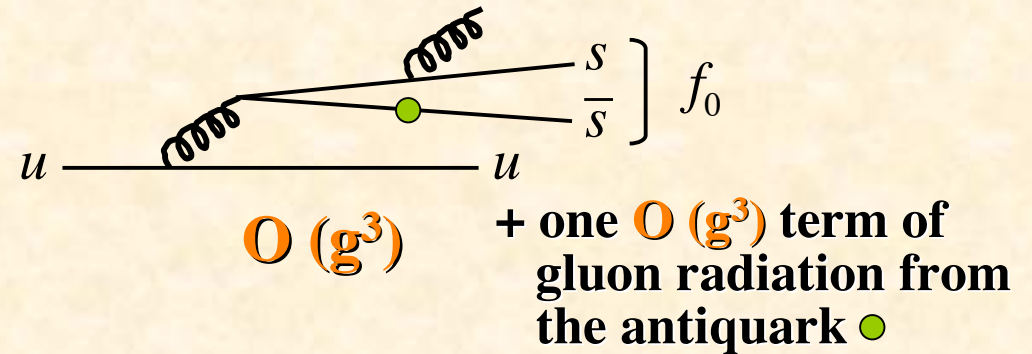 s
s̅ ] f₀
u u
O (g³)
+ one O (g³) term of
gluon radiation from
the antiquark